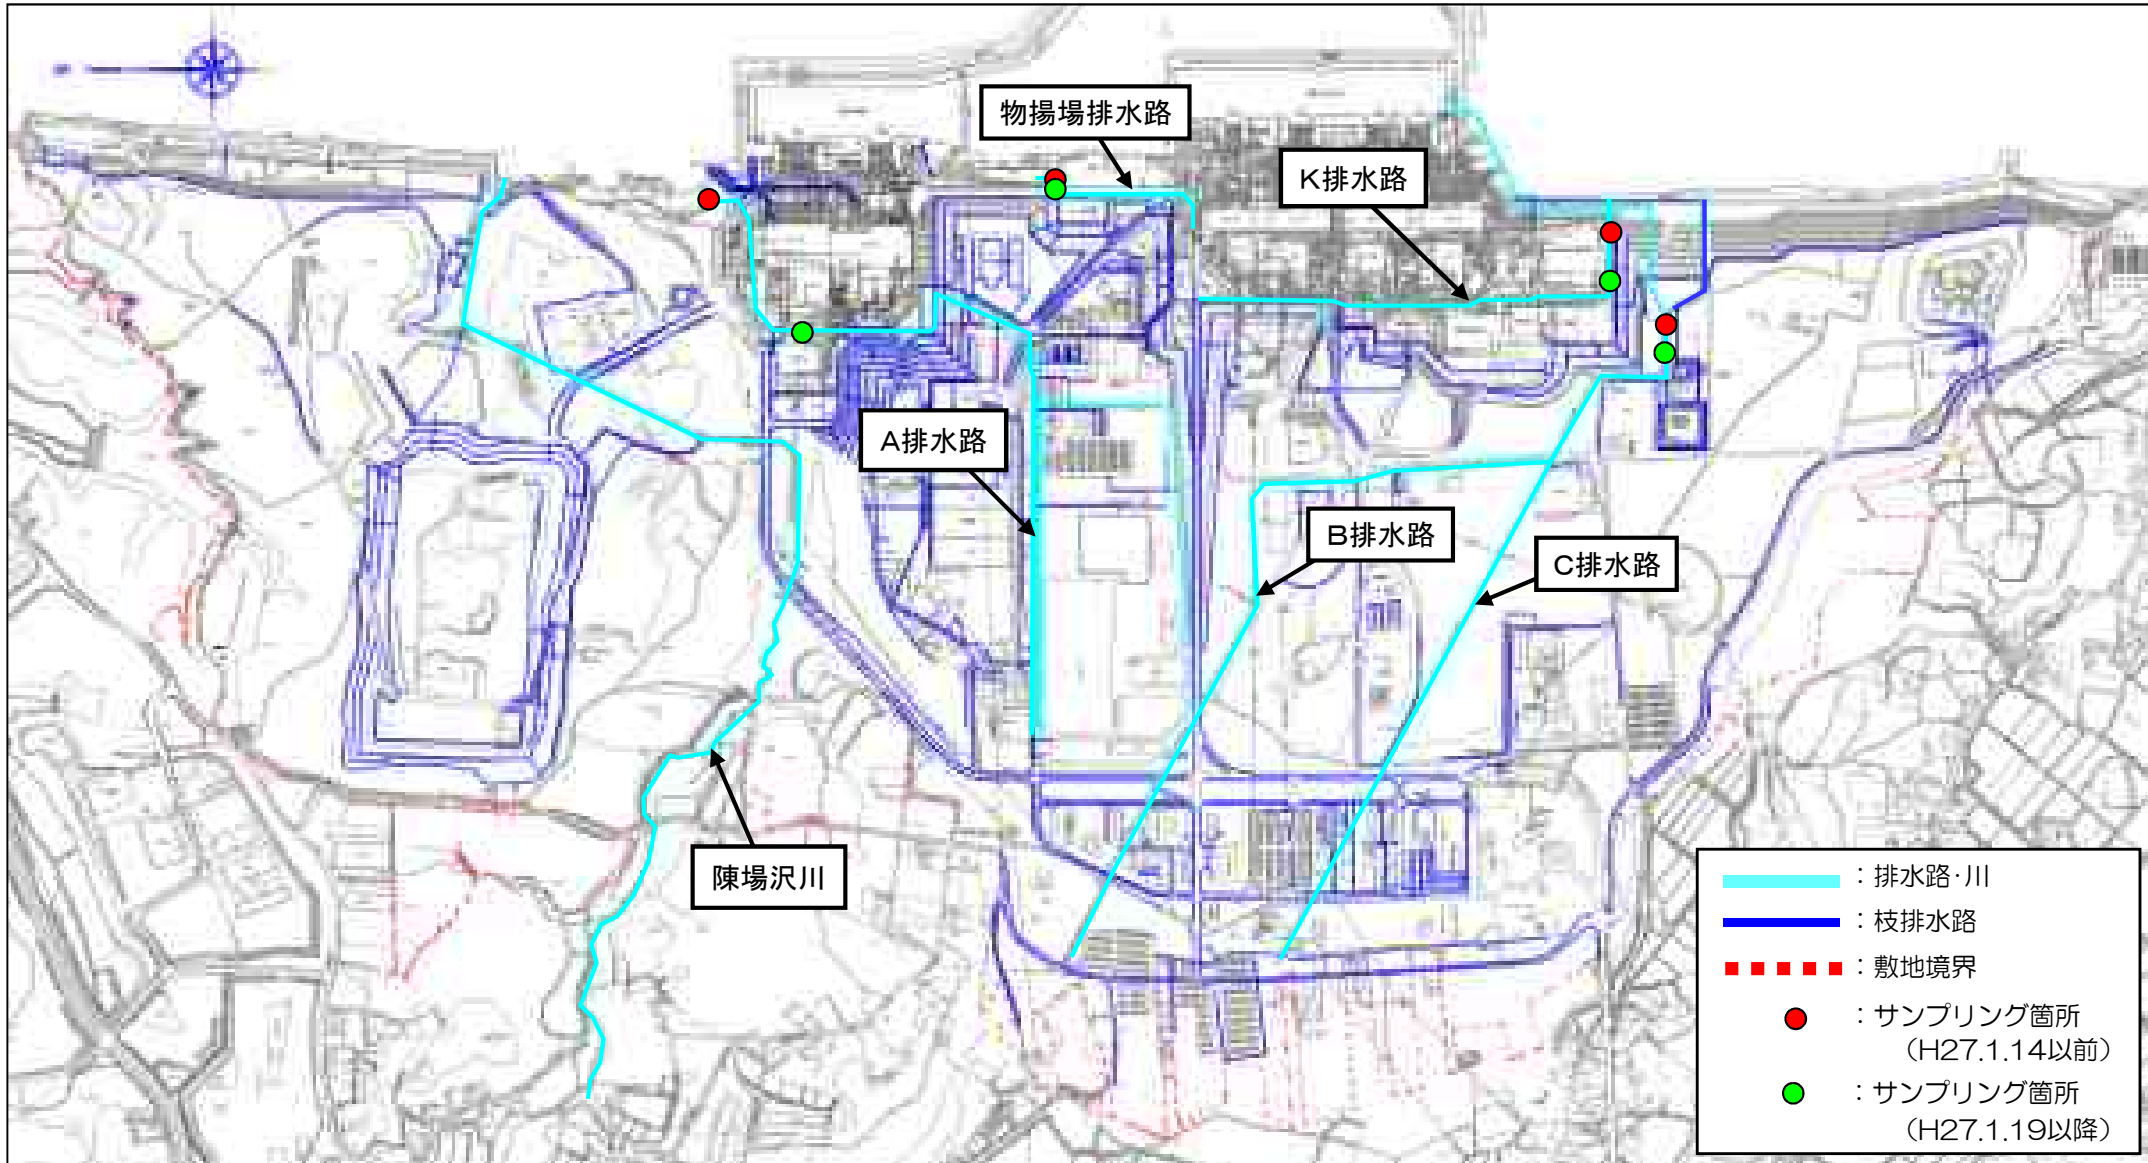 物揚場排水路
K排水路
A排水路
B排水路
C排水路
陳場沢川
：排水路・川
：枝排水路
：敷地境界
：サンプリング箇所
（H27.1.14以前）
：サンプリング箇所
（H27.1.19以降）